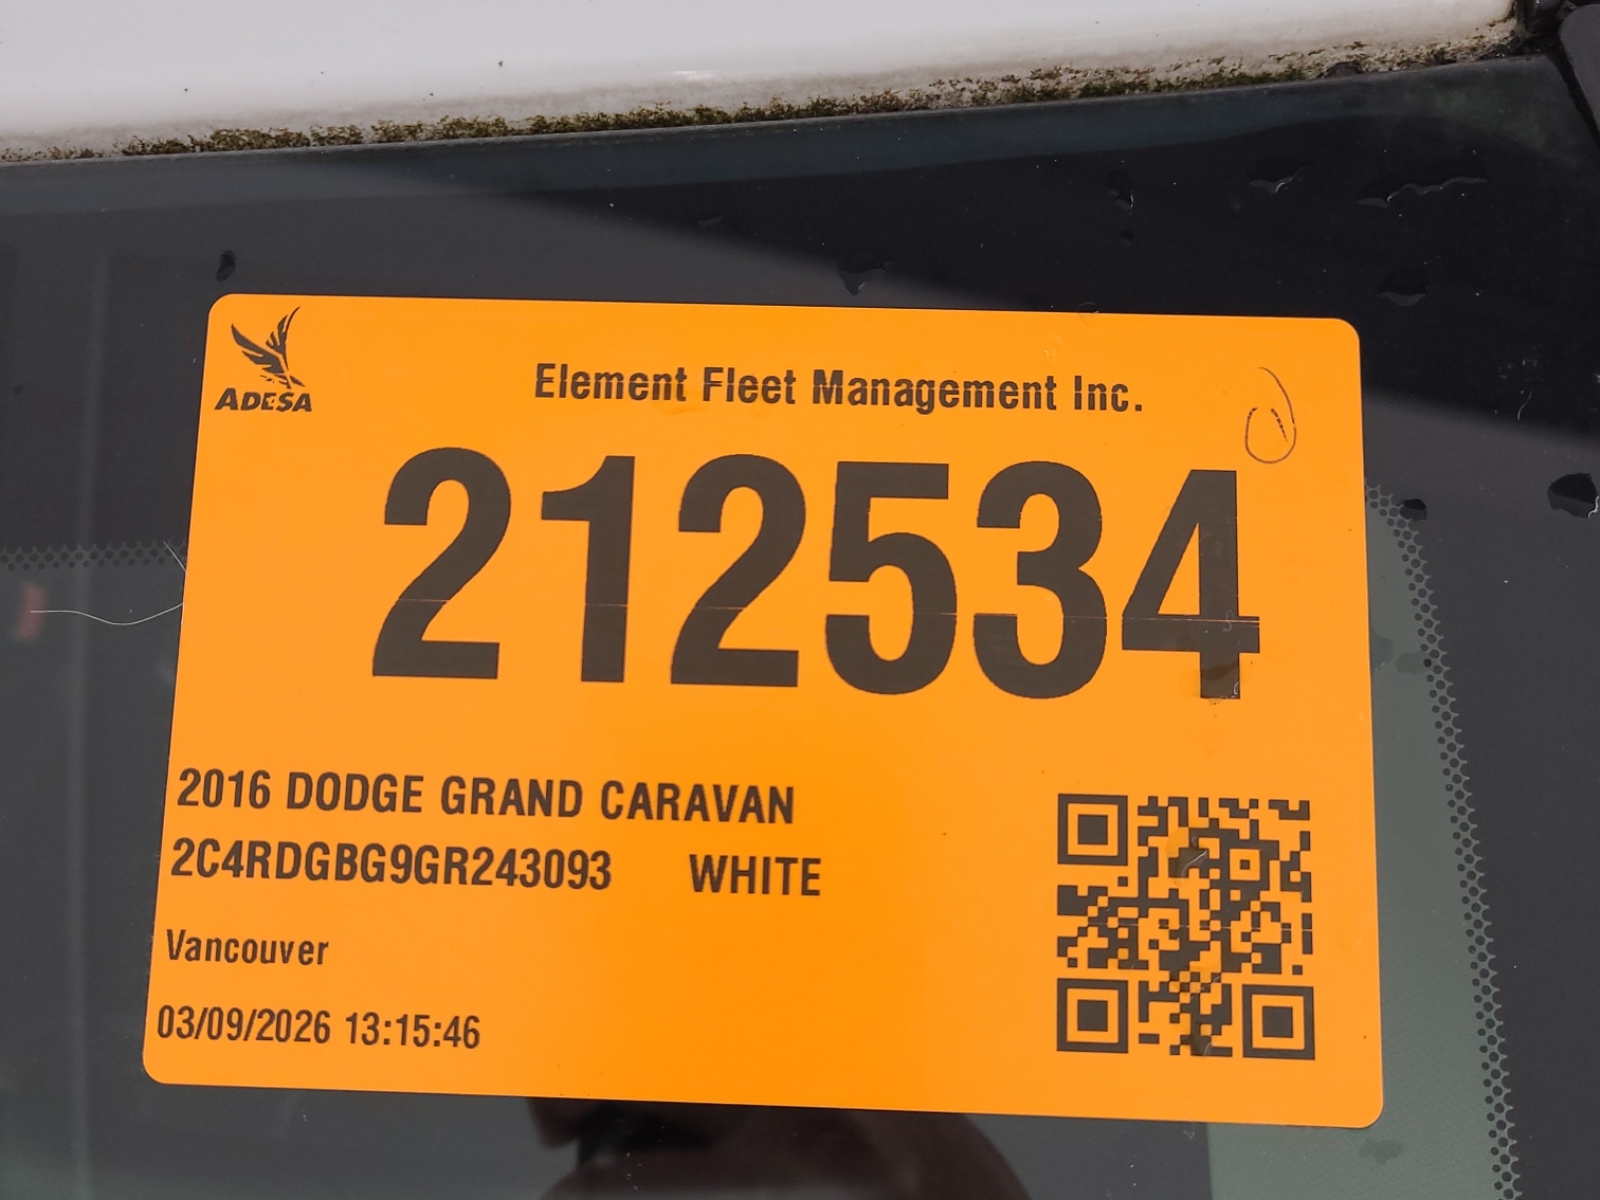 ADESA
Element Fleet Management Inc.
212534
2016 DODGE GRAND CARAVAN
2C4RDGBG9GR243093 WHITE
Vancouver
03/09/2026 13:15:46